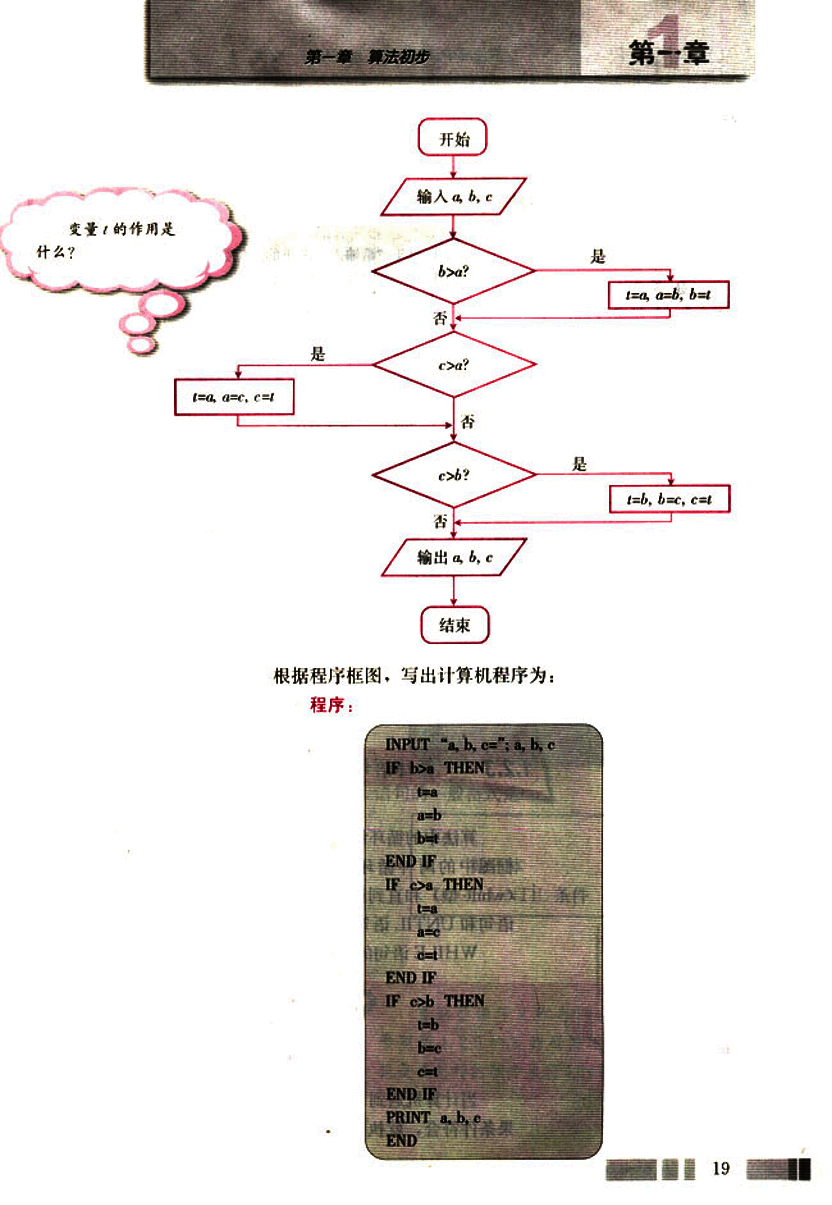 第一章 算法初步
第一章
1
开始
输入 a, b, c
变量 t 的作用是
什么?
b>a?
是
t=a, a=b, b=t
否
c>a?
是
t=a, a=c, c=t
否
c>b?
是
t=b, b=c, c=t
否
输出 a, b, c
结束
根据程序框图，写出计算机程序为：
程序：
INPUT “a, b, c=”; a, b, c
IF b>a THEN
t=a
a=b
b=t
END IF
IF c>a THEN
t=a
a=c
c=t
END IF
IF c>b THEN
t=b
b=c
c=t
END IF
PRINT a, b, c
END
19